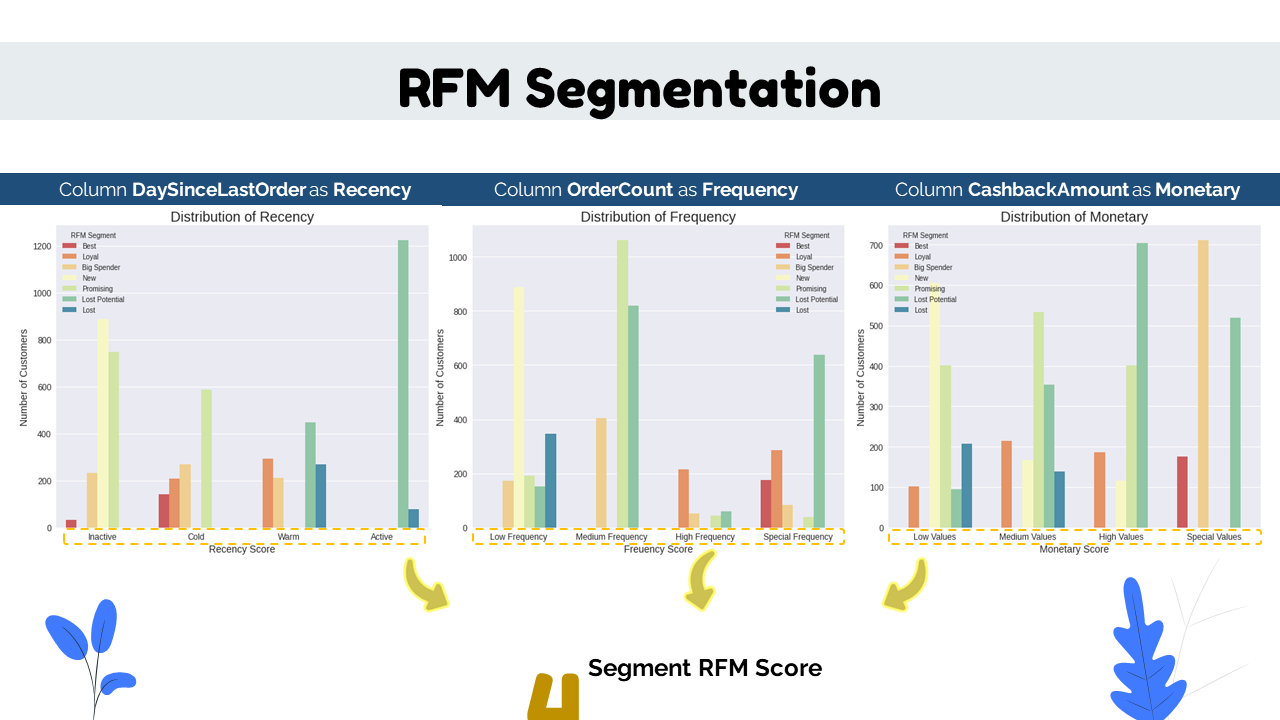 RFM Segmentation
Column DaySinceLastOrder as Recency
Column OrderCount as Frequency
Column CashbackAmount as Monetary
Distribution of Recency
RFM Segment
Best
Loyal
Big Spender
New
Promising
Lost Potential
Lost
Number of Customers
1200
1000
800
600
400
200
0
Inactive Cold Warm Active
Recency Score
Distribution of Frequency
RFM Segment
Best
Loyal
Big Spender
New
Promising
Lost Potential
Lost
Number of Customers
1000
800
600
400
200
0
Low Frequency Medium Frequency High Frequency Special Frequency
Freuency Score
Distribution of Monetary
RFM Segment
Best
Loyal
Big Spender
New
Promising
Lost Potential
Lost
Number of Customers
700
600
500
400
300
200
100
0
Low Values Medium Values High Values Special Values
Monetary Score
4 Segment RFM Score